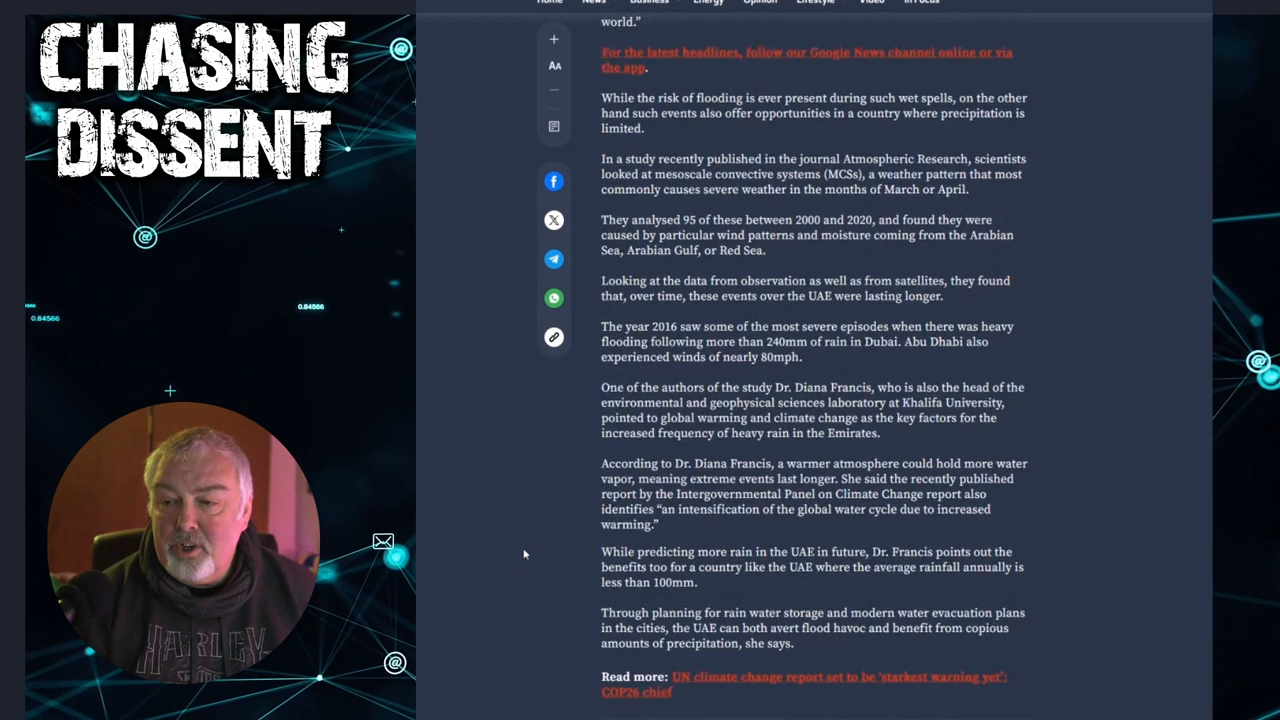 CHASING
DISSENT
Home News Business Energy Opinion Lifestyle Video In Focus
world.”
For the latest headlines, follow our Google News channel online or via
the app.
While the risk of flooding is ever present during such wet spells, on the other
hand such events also offer opportunities in a country where precipitation is
limited.
In a study recently published in the journal Atmospheric Research, scientists
looked at mesoscale convective systems (MCSs), a weather pattern that most
commonly causes severe weather in the months of March or April.
They analysed 95 of these between 2000 and 2020, and found they were
caused by particular wind patterns and moisture coming from the Arabian
Sea, Arabian Gulf, or Red Sea.
Looking at the data from observation as well as from satellites, they found
that, over time, these events over the UAE were lasting longer.
The year 2016 saw some of the most severe episodes when there was heavy
flooding following more than 240mm of rain in Dubai. Abu Dhabi also
experienced winds of nearly 80mph.
One of the authors of the study Dr. Diana Francis, who is also the head of the
environmental and geophysical sciences laboratory at Khalifa University,
pointed to global warming and climate change as the key factors for the
increased frequency of heavy rain in the Emirates.
According to Dr. Diana Francis, a warmer atmosphere could hold more water
vapor, meaning extreme events last longer. She said the recently published
report by the Intergovernmental Panel on Climate Change report also
identifies “an intensification of the global water cycle due to increased
warming.”
While predicting more rain in the UAE in future, Dr. Francis points out the
benefits too for a country like the UAE where the average rainfall annually is
less than 100mm.
Through planning for rain water storage and modern water evacuation plans
in the cities, the UAE can both avert flood havoc and benefit from copious
amounts of precipitation, she says.
Read more: UN climate change report set to be ‘starkest warning yet’:
COP26 chief
AA
0.84566
0.84566
HARLEY